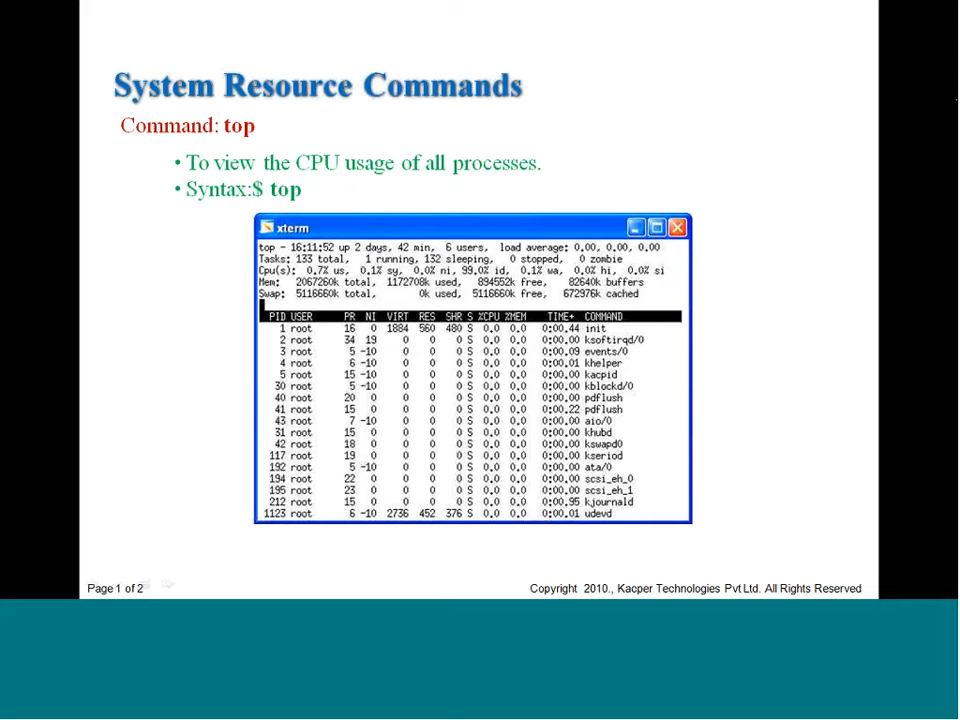 System Resource Commands
Command: top
• To view the CPU usage of all processes.
• Syntax:$ top
xterm
top - 16:11:52 up 2 days, 42 min, 6 users, load average: 0.00, 0.00, 0.00
Tasks: 133 total, 1 running, 132 sleeping, 0 stopped, 0 zombie
Cpu(s): 0.7% us, 0.1% sy, 0.0% ni, 99.0% id, 0.1% wa, 0.0% hi, 0.0% si
Mem: 2067260k total, 1172708k used, 894552k free, 82640k buffers
Swap: 5116660k total, 0k used, 5116660k free, 672976k cached
PID USER PR NI VIRT RES SHR S %CPU %MEM TIME+ COMMAND
1 root 16 0 1884 560 480 S 0.0 0.0 0:00.44 init
2 root 34 19 0 0 0 S 0.0 0.0 0:00.00 ksoftirqd/0
3 root 5 -10 0 0 0 S 0.0 0.0 0:00.09 events/0
4 root 6 -10 0 0 0 S 0.0 0.0 0:00.01 khelper
5 root 15 -10 0 0 0 S 0.0 0.0 0:00.00 kacpid
30 root 5 -10 0 0 0 S 0.0 0.0 0:00.00 kblockd/0
40 root 20 0 0 0 0 S 0.0 0.0 0:00.00 pdflush
41 root 15 0 0 0 0 S 0.0 0.0 0:00.22 pdflush
43 root 7 -10 0 0 0 S 0.0 0.0 0:00.00 aio/0
31 root 15 0 0 0 0 S 0.0 0.0 0:00.00 khubd
42 root 18 0 0 0 0 S 0.0 0.0 0:00.00 kswapd0
117 root 19 0 0 0 0 S 0.0 0.0 0:00.00 kseriod
192 root 5 -10 0 0 0 S 0.0 0.0 0:00.00 ata/0
194 root 22 0 0 0 0 S 0.0 0.0 0:00.00 scsi_eh_0
195 root 23 0 0 0 0 S 0.0 0.0 0:00.00 scsi_eh_1
212 root 15 0 0 0 0 S 0.0 0.0 0:00.95 kjournald
1123 root 6 -10 2736 452 376 S 0.0 0.0 0:00.01 udevd
Page 1 of 2
Copyright 2010., Kacper Technologies Pvt Ltd. All Rights Reserved